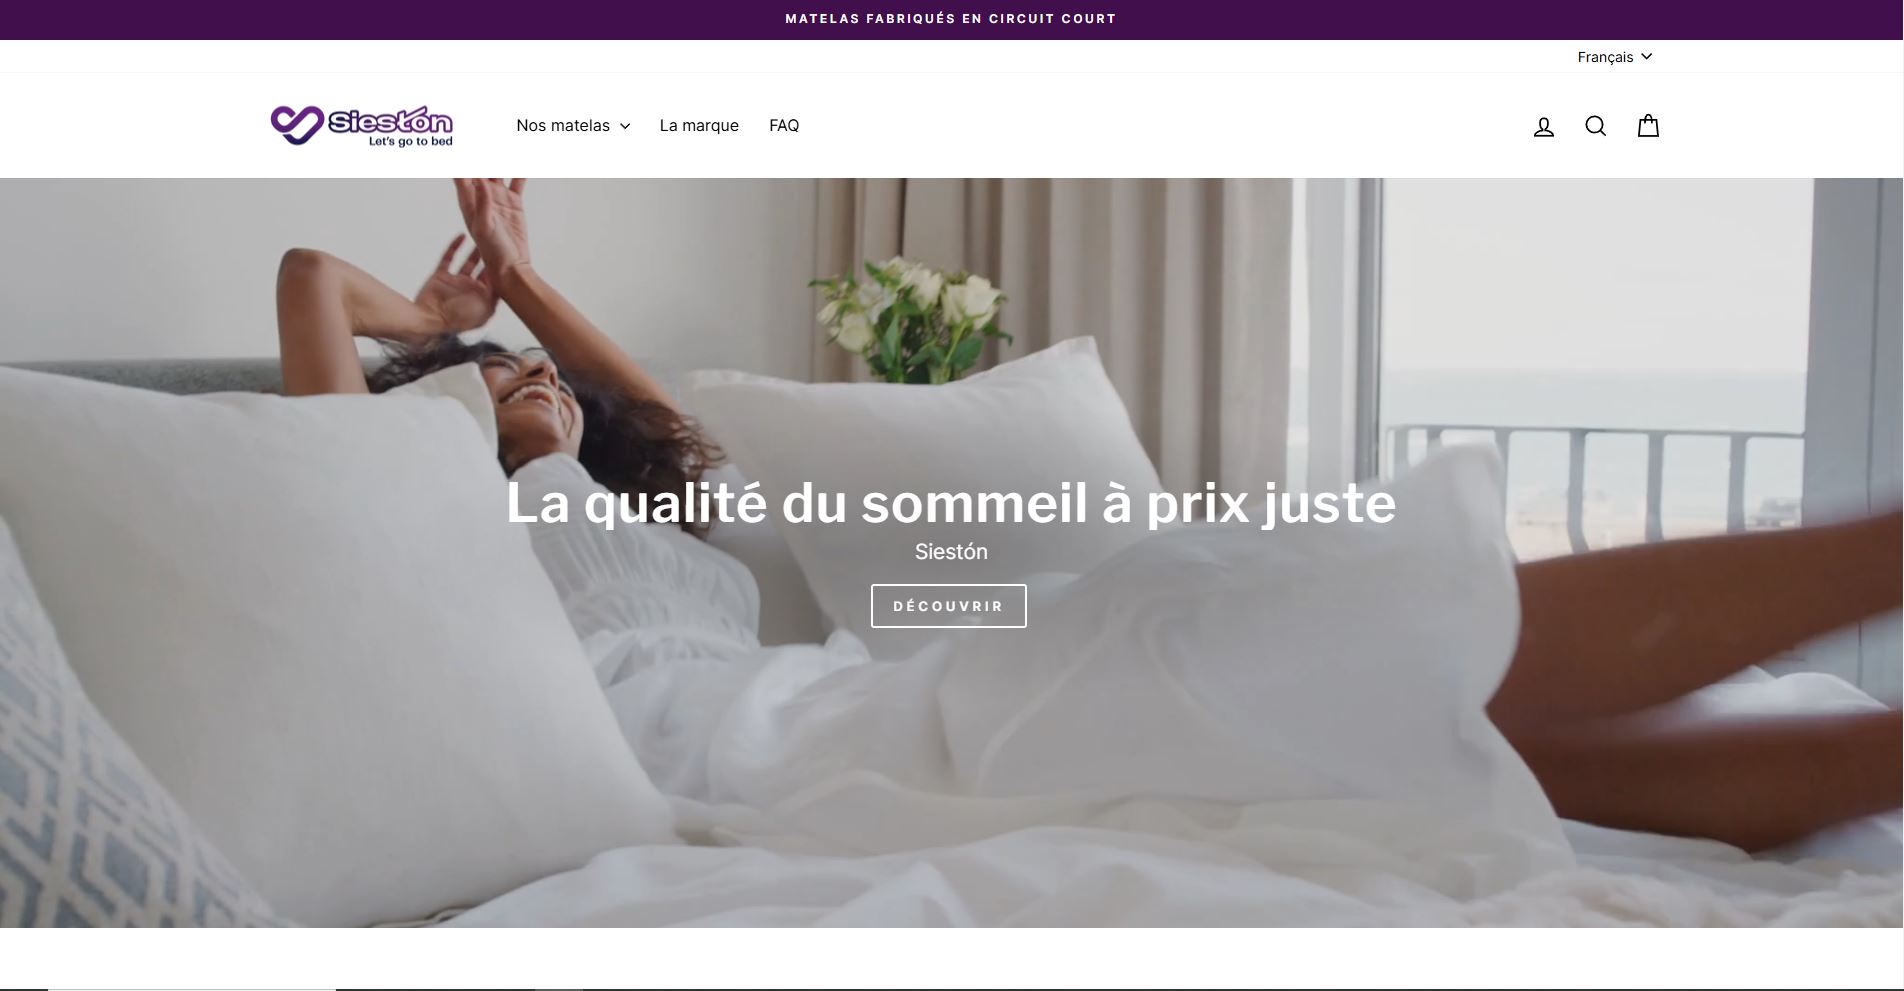 MATELAS FABRIQUÉS EN CIRCUIT COURT
Français
Siestón
Let's go to bed
Nos matelas
La marque
FAQ
La qualité du sommeil à prix juste
Siestón
DÉCOUVRIR